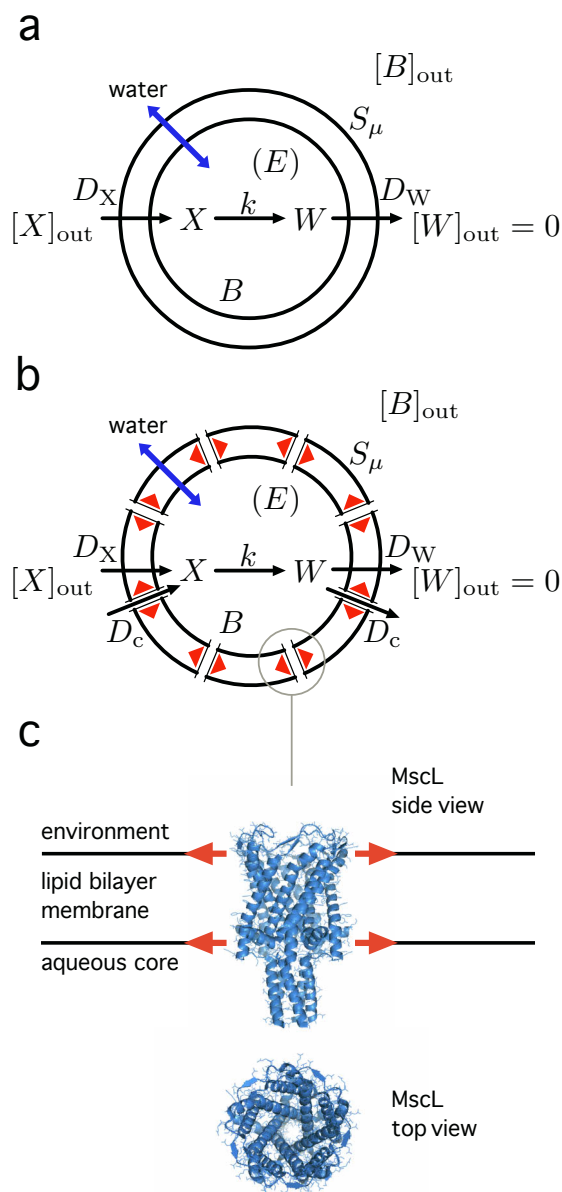 a
[B]out
water
Sμ
(E)
DX
k
DW
[X]out X W [W]out = 0
B
b
[B]out
water
Sμ
(E)
DX
k
DW
[X]out X W [W]out = 0
Dc
B
Dc
c
MscL
side view
environment
lipid bilayer
membrane
aqueous core
MscL
top view